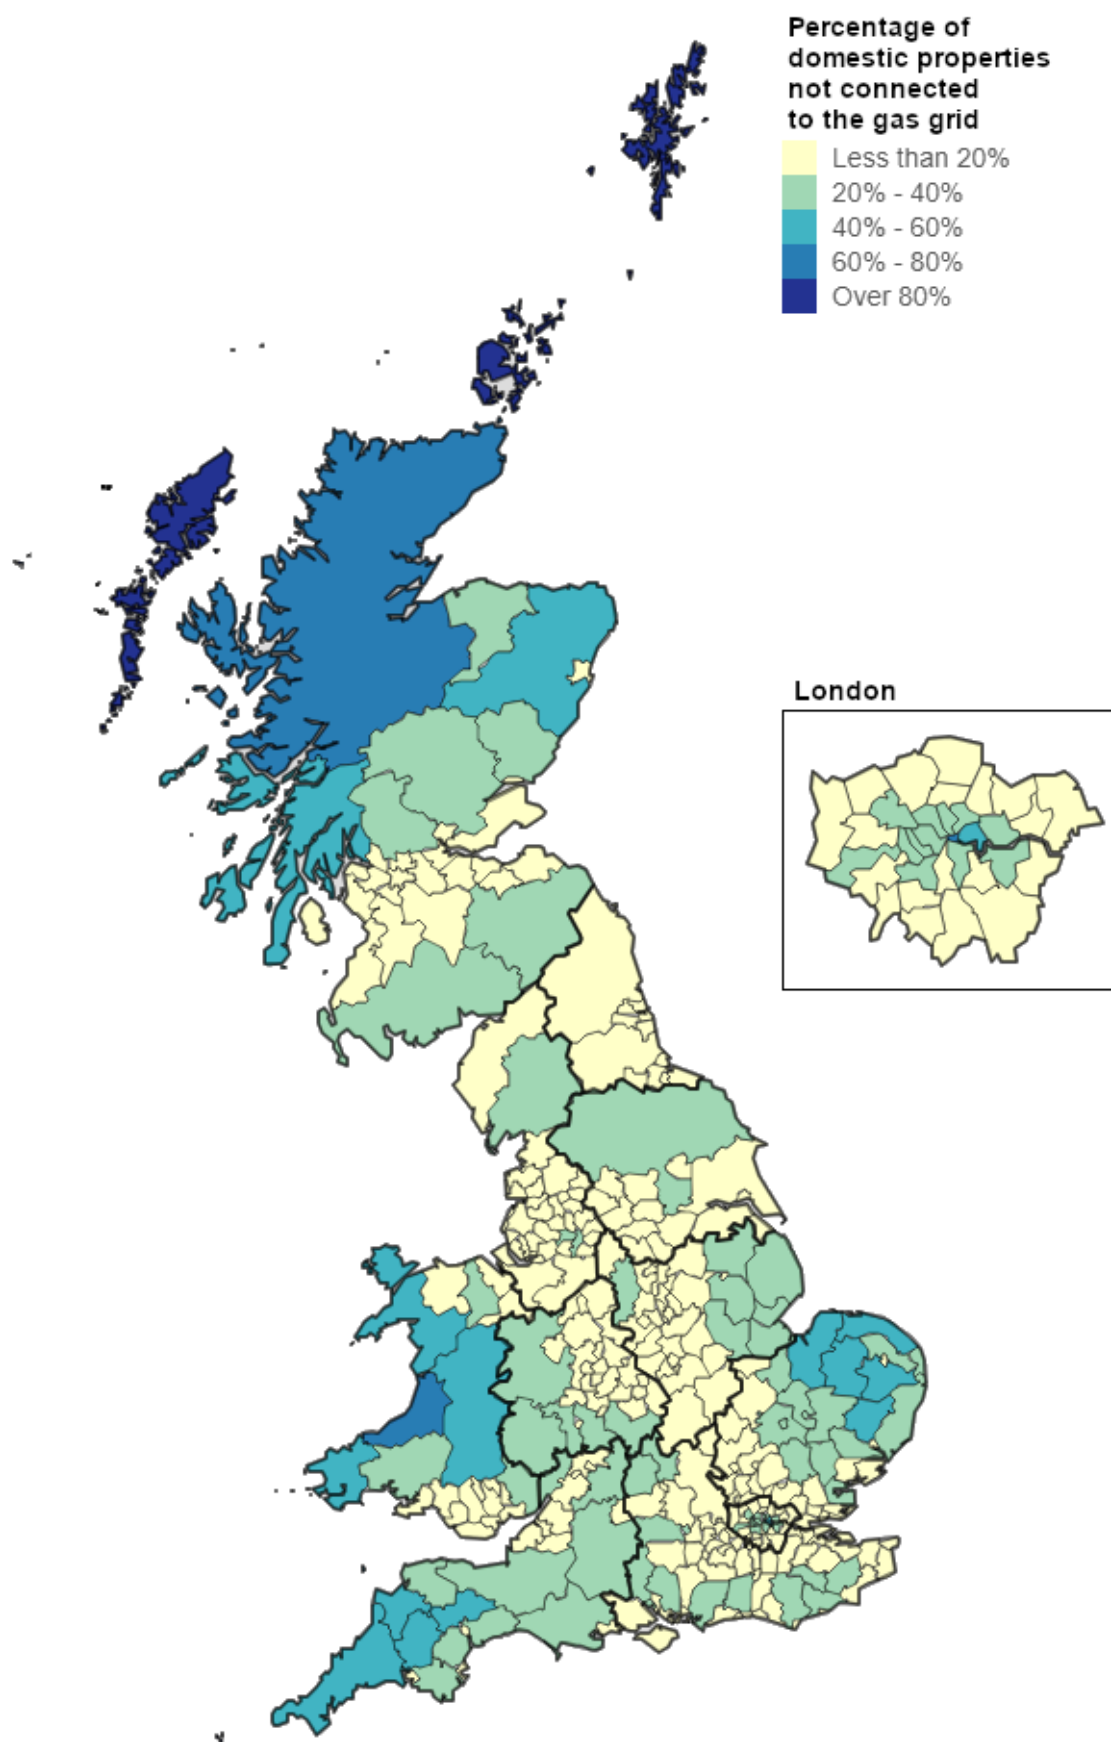 Percentage of
domestic properties
not connected
to the gas grid
Less than 20%
20% - 40%
40% - 60%
60% - 80%
Over 80%
London